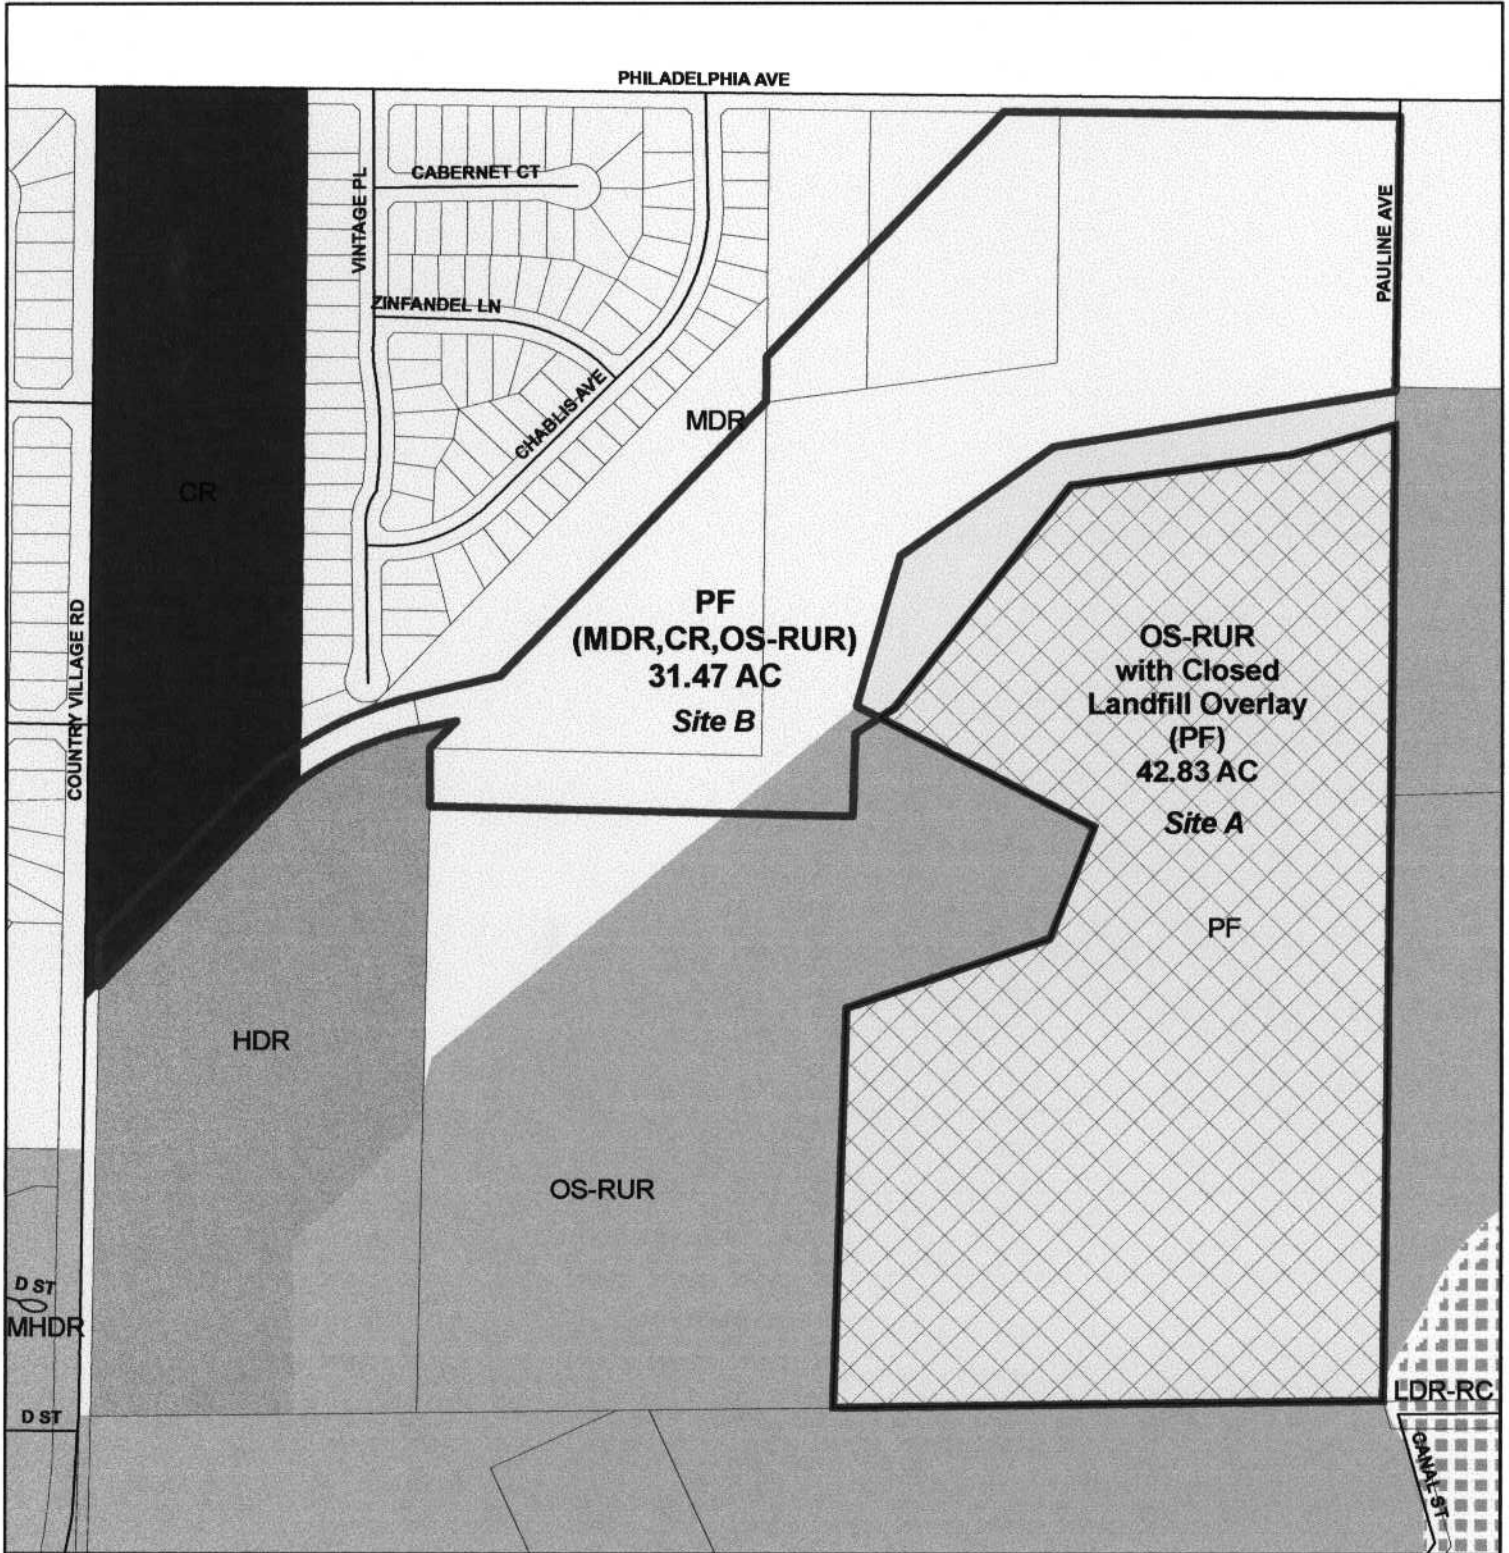 PHILADELPHIA AVE
CABERNET CT
VINTAGE PL
PAULINE AVE
ZINFANDEL LN
CHABLIS AVE
MDR
CR
PF
(MDR,CR,OS-RUR)
31.47 AC
Site B
OS-RUR
with Closed
Landfill Overlay
(PF)
42.83 AC
Site A
COUNTRY VILLAGE RD
PF
HDR
OS-RUR
D ST
MHDR
D ST
LDR-RC
CANAL ST